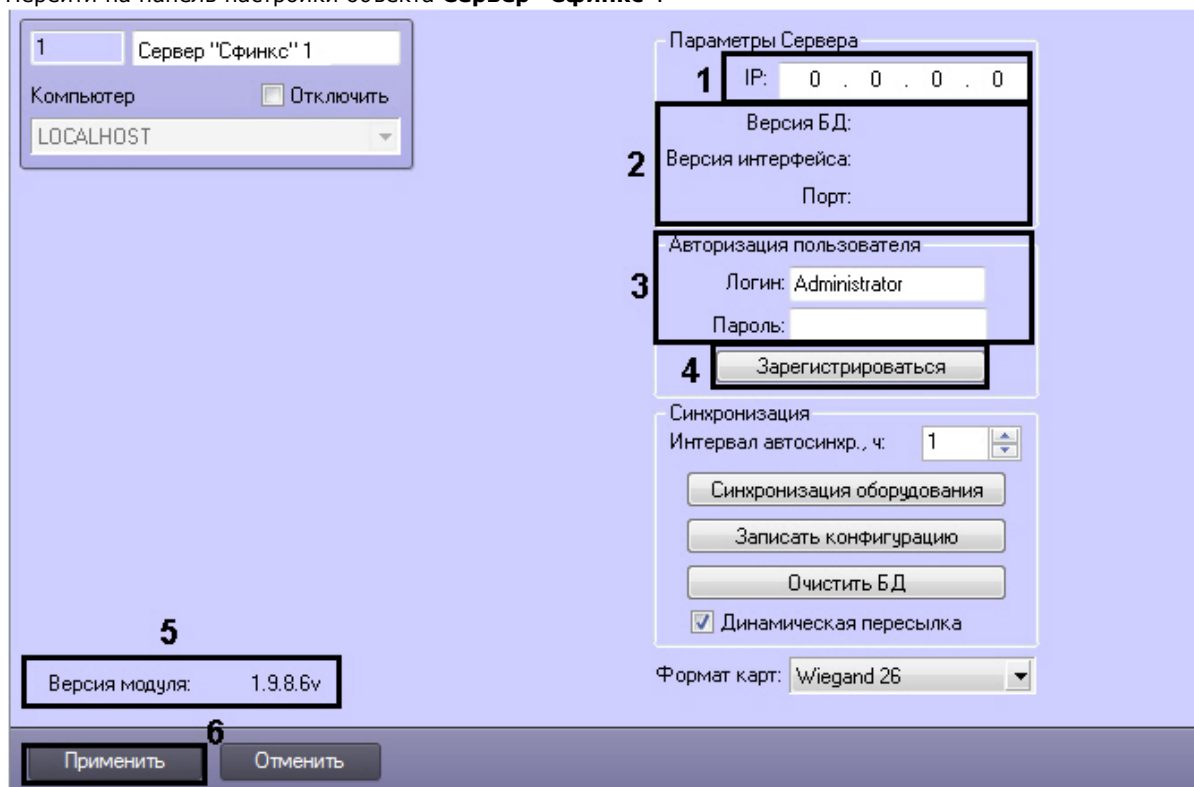 Перейти на панель настройки объекта Сервер "Сфинкс".
1
Сервер "Сфинкс" 1
Компьютер
Отключить
LOCALHOST
Параметры Сервера
1
IP: 0 . 0 . 0 . 0
2
Версия БД:
Версия интерфейса:
Порт:
Авторизация пользователя
3
Логин: Administrator
Пароль:
4
Зарегистрироваться
Синхронизация
Интервал автосинхр., ч: 1
Синхронизация оборудования
Записать конфигурацию
Очистить БД
Динамическая пересылка
Формат карт: Wiegand 26
5
Версия модуля: 1.9.8.6v
6
Применить
Отменить